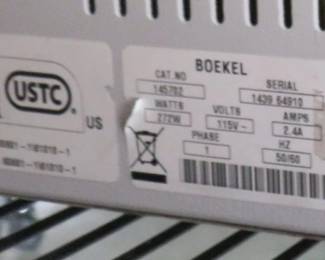 BOEKEL
CAT.NO SERIAL
145702 1439 64910
WATTS VOLTS AMPS
272W 115V~ 2.4A
PHASE HZ
1 50/60
USTC
US